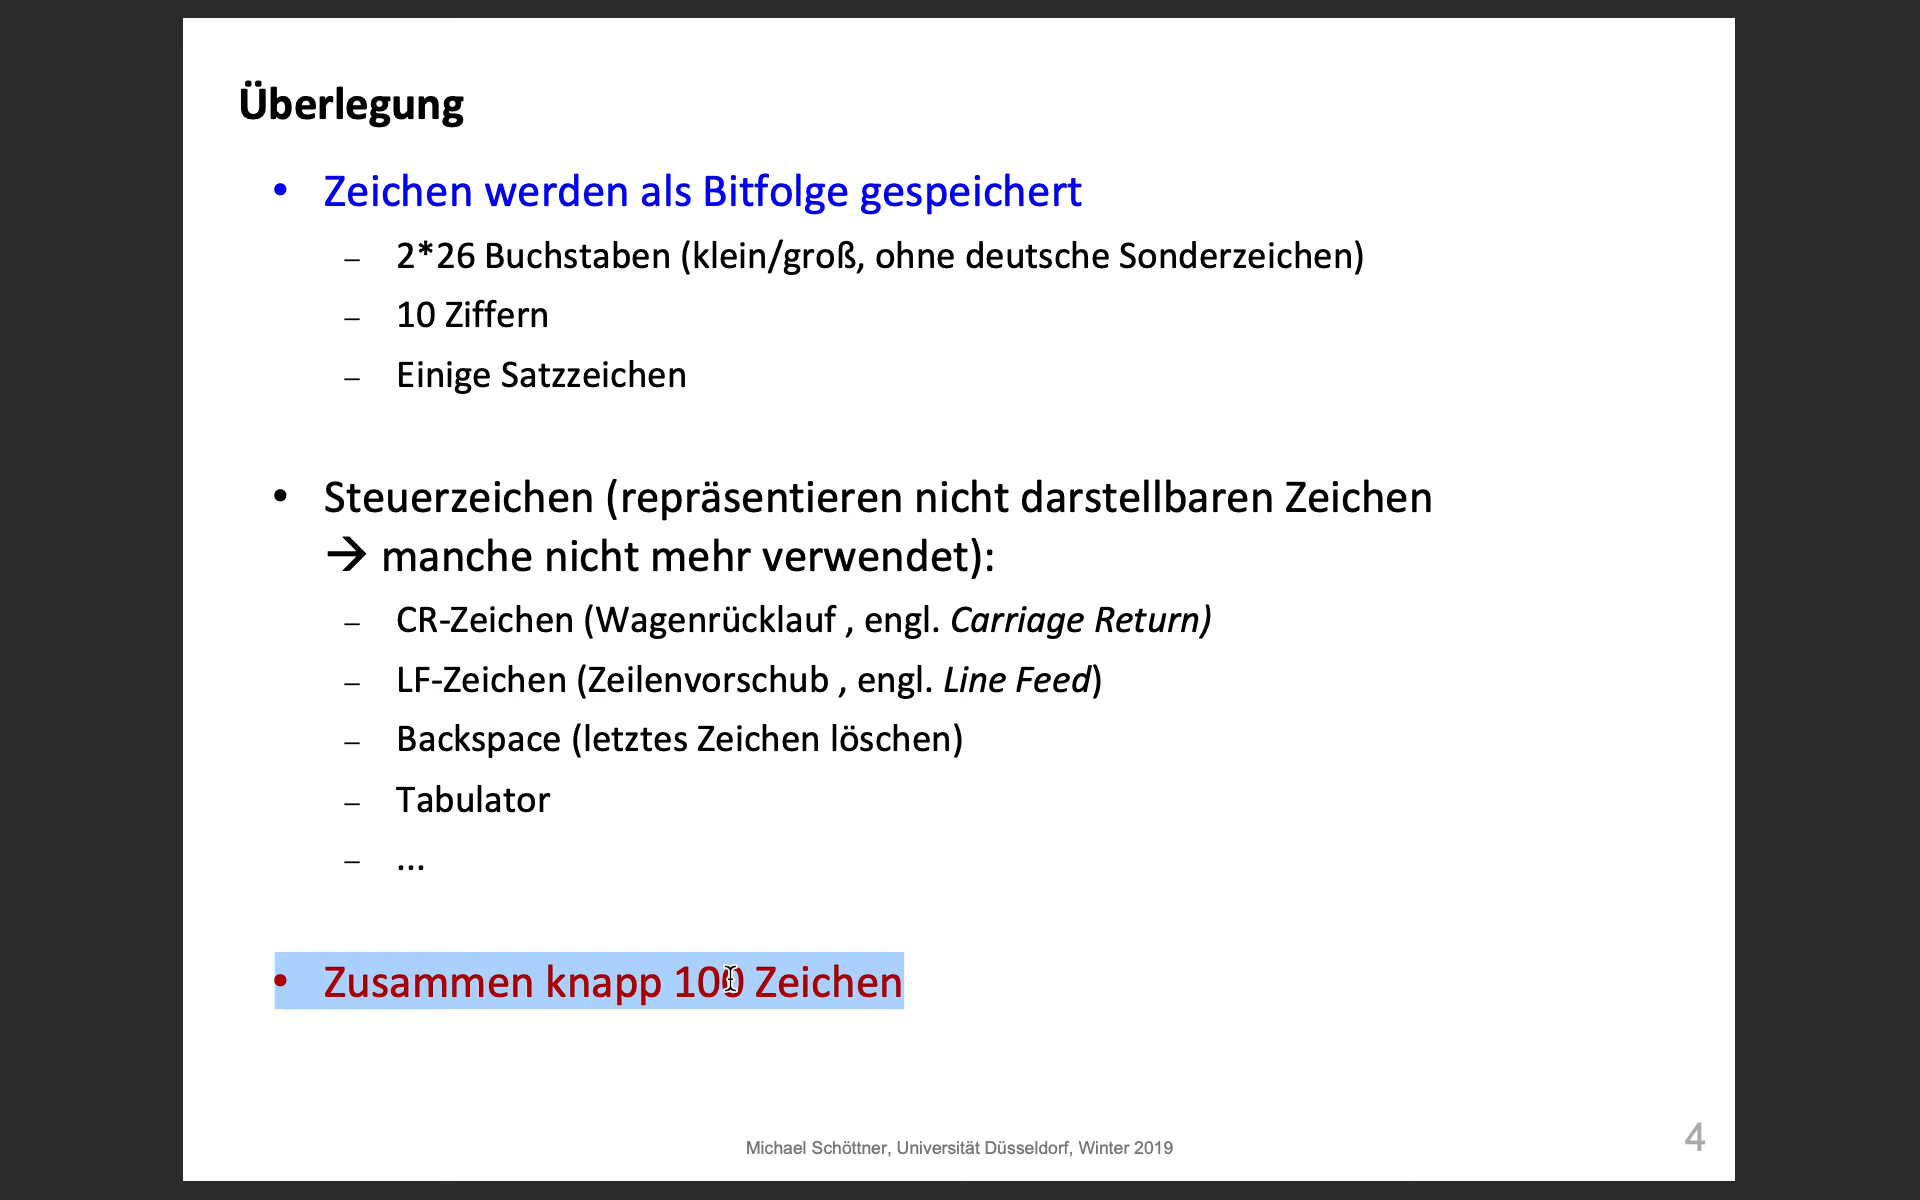 Überlegung
• Zeichen werden als Bitfolge gespeichert
– 2*26 Buchstaben (klein/groß, ohne deutsche Sonderzeichen)
– 10 Ziffern
– Einige Satzzeichen
• Steuerzeichen (repräsentieren nicht darstellbaren Zeichen
→ manche nicht mehr verwendet):
– CR-Zeichen (Wagenrücklauf , engl. Carriage Return)
– LF-Zeichen (Zeilenvorschub , engl. Line Feed)
– Backspace (letztes Zeichen löschen)
– Tabulator
– ...
• Zusammen knapp 100 Zeichen
Michael Schöttner, Universität Düsseldorf, Winter 2019
4